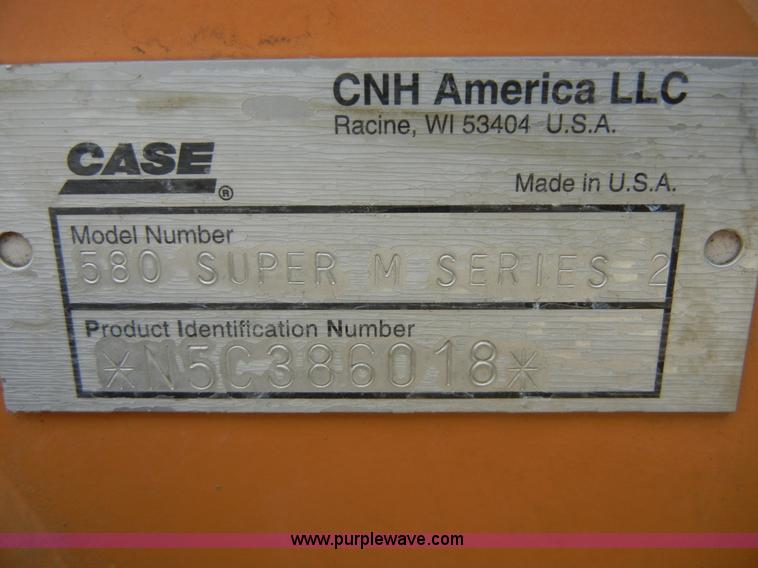 CNH America LLC
Racine, WI 53404 U.S.A.
CASE
®
Made in U.S.A.
Model Number
580 SUPER M SERIES 2
Product Identification Number
*N5C386018*
www.purplewave.com